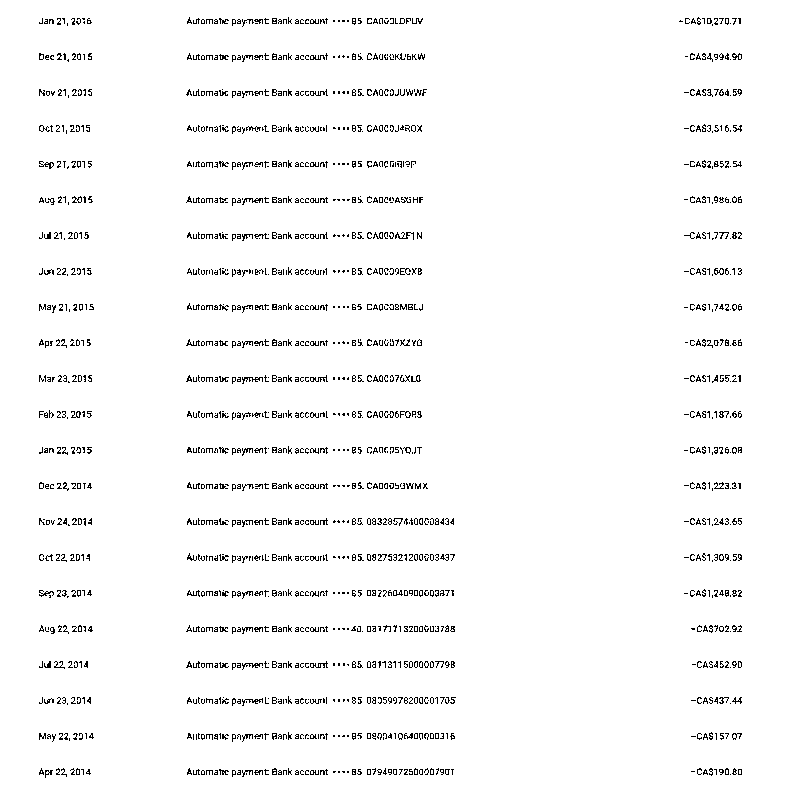 Jan 21, 2016 Automatic payment: Bank account ••••85. −CA$10,270.71
Dec 21, 2015 Automatic payment: Bank account ••••85. −CA$4,994.90
Nov 21, 2015 Automatic payment: Bank account ••••85. CA000JUWWF −CA$3,764.59
Oct 21, 2015 Automatic payment: Bank account ••••85. −CA$3,516.54
Sep 21, 2015 Automatic payment: Bank account ••••85. −CA$2,852.54
Aug 21, 2015 Automatic payment: Bank account ••••85. −CA$1,986.06
Jul 21, 2015 Automatic payment: Bank account ••••85. CA000A2F1N −CA$1,777.82
Jun 22, 2015 Automatic payment: Bank account ••••85. −CA$1,606.13
May 21, 2015 Automatic payment: Bank account ••••85. −CA$1,742.06
Apr 22, 2015 Automatic payment: Bank account ••••85. CA0007XZYG −CA$2,078.86
Mar 23, 2015 Automatic payment: Bank account ••••85. −CA$1,455.21
Feb 23, 2015 Automatic payment: Bank account ••••85. −CA$1,187.66
Jan 22, 2015 Automatic payment: Bank account ••••85. −CA$1,326.08
Dec 22, 2014 Automatic payment: Bank account ••••85. CA0005GWMX −CA$1,223.31
Nov 24, 2014 Automatic payment: Bank account ••••85. 08328574400008434 −CA$1,243.65
Oct 22, 2014 Automatic payment: Bank account ••••85. 08275321200003437 −CA$1,309.59
Sep 23, 2014 Automatic payment: Bank account ••••85. 08226040900003871 −CA$1,248.82
Aug 22, 2014 Automatic payment: Bank account ••••40. 08171713200003788 −CA$702.92
Jul 22, 2014 Automatic payment: Bank account ••••85. 08113115000007798 −CA$452.90
Jun 23, 2014 Automatic payment: Bank account ••••85. 08059978200001705 −CA$437.44
May 22, 2014 Automatic payment: Bank account ••••85. 08004106400000316 −CA$157.07
Apr 22, 2014 Automatic payment: Bank account ••••85. 07949072500007901 −CA$190.80